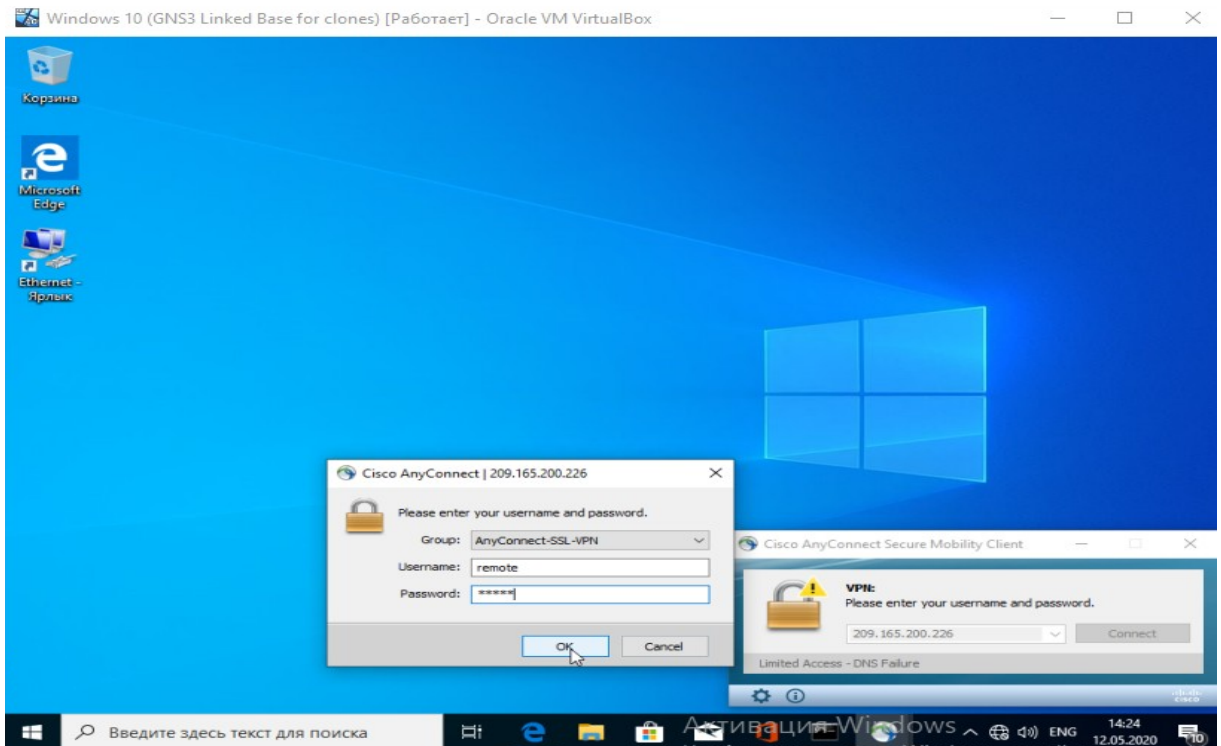 Windows 10 (GNS3 Linked Base for clones) [Работает] - Oracle VM VirtualBox
Корзина
Microsoft
Edge
Ethernet -
Ярлык
Cisco AnyConnect | 209.165.200.226
Please enter your username and password.
Group: AnyConnect-SSL-VPN
Username: remote
Password: *****
OK
Cancel
Cisco AnyConnect Secure Mobility Client
VPN:
Please enter your username and password.
209.165.200.226
Connect
Limited Access - DNS Failure
Активация Windows
Введите здесь текст для поиска
ENG
14:24
12.05.2020
10